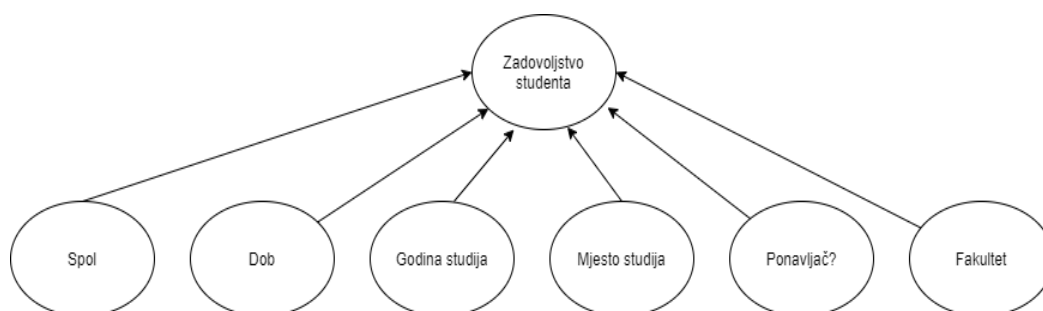 Zadovoljstvo
studenta
Spol
Dob
Godina studija
Mjesto studija
Ponavljač?
Fakultet